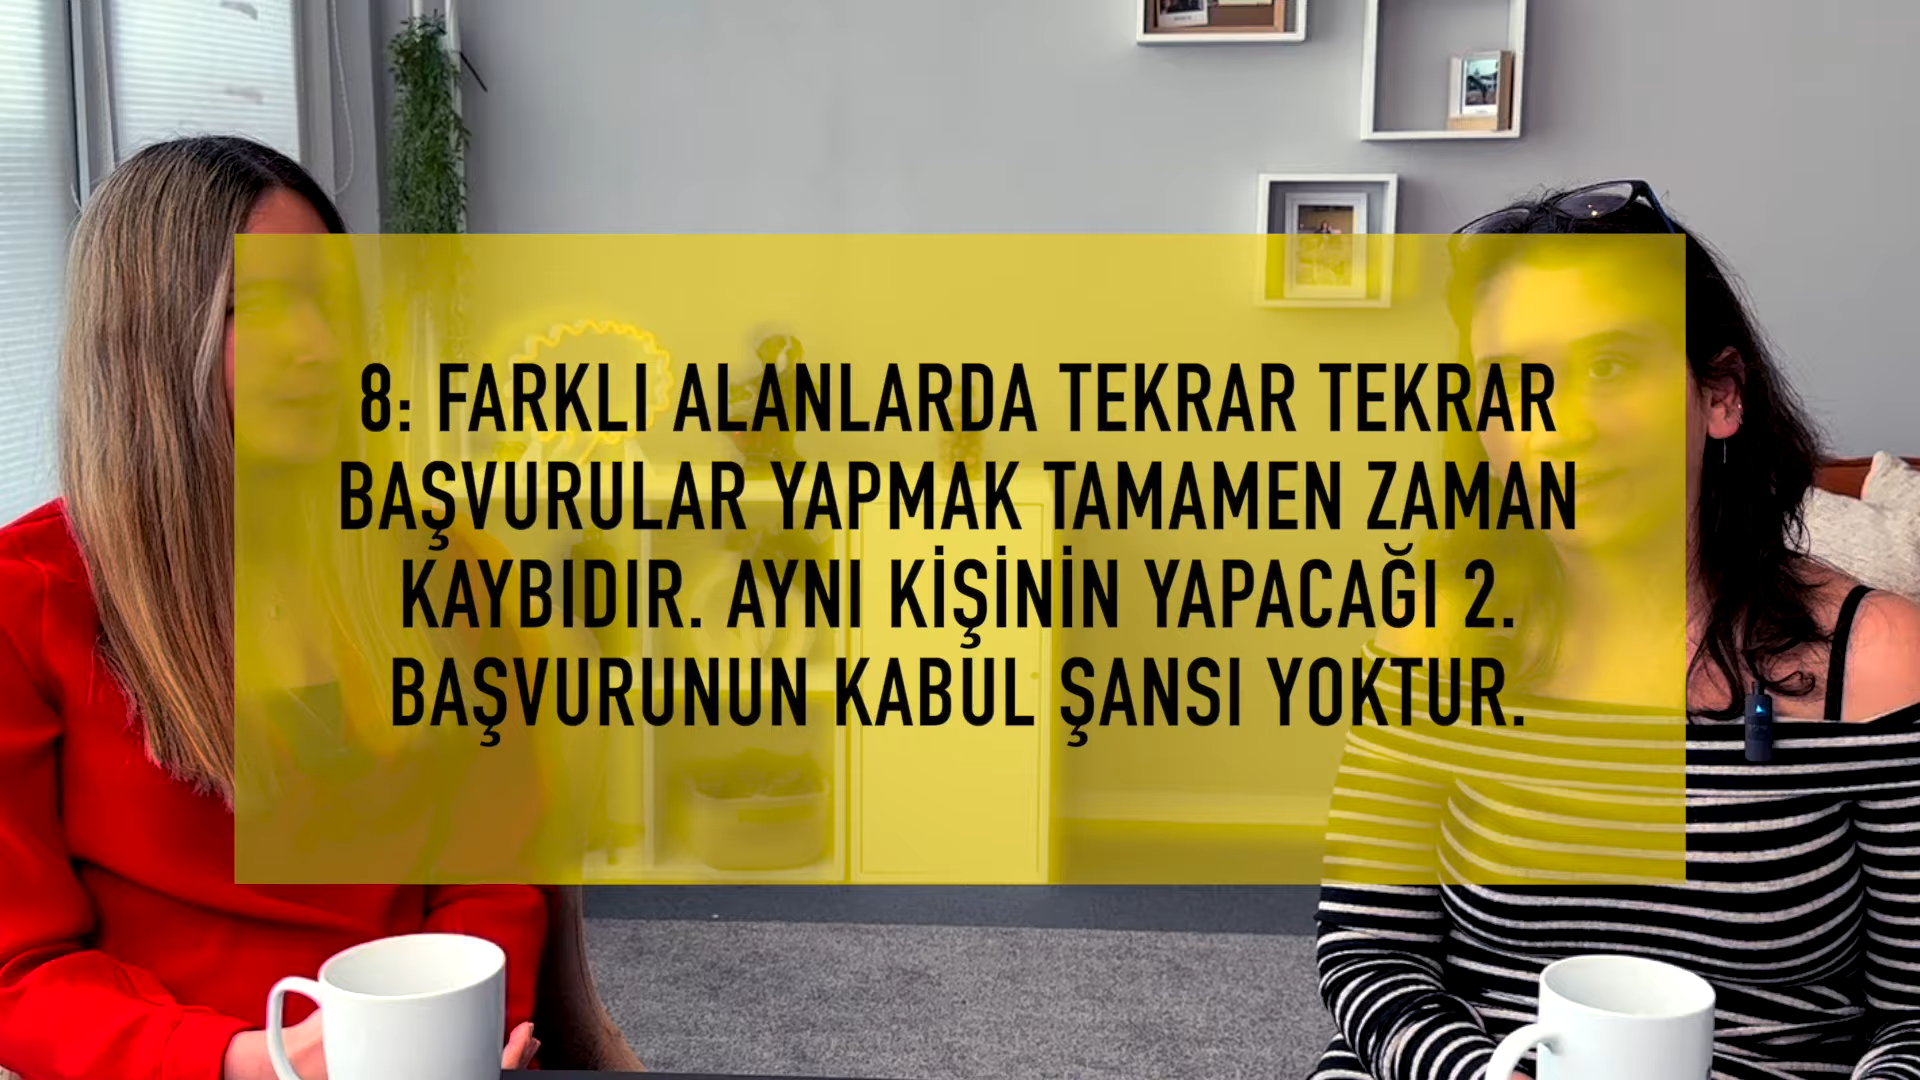 8: FARKLI ALANLARDA TEKRAR TEKRAR
BAŞVURULAR YAPMAK TAMAMEN ZAMAN
KAYBIDIR. AYNI KİŞİNİN YAPACAĞI 2.
BAŞVURUNUN KABUL ŞANSI YOKTUR.